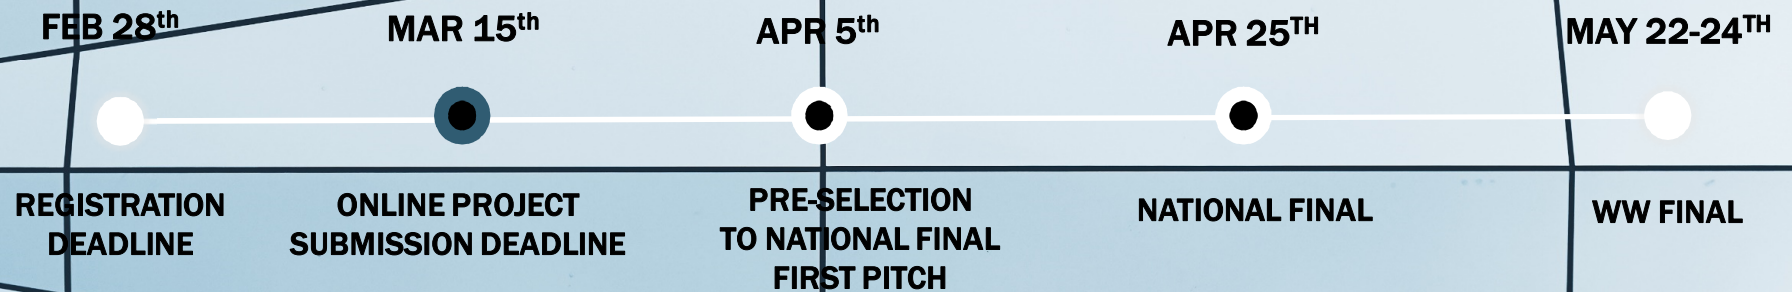 FEB 28th
MAR 15th
APR 5th
APR 25TH
MAY 22-24TH
REGISTRATION
DEADLINE
ONLINE PROJECT
SUBMISSION DEADLINE
PRE-SELECTION
TO NATIONAL FINAL
FIRST PITCH
NATIONAL FINAL
WW FINAL